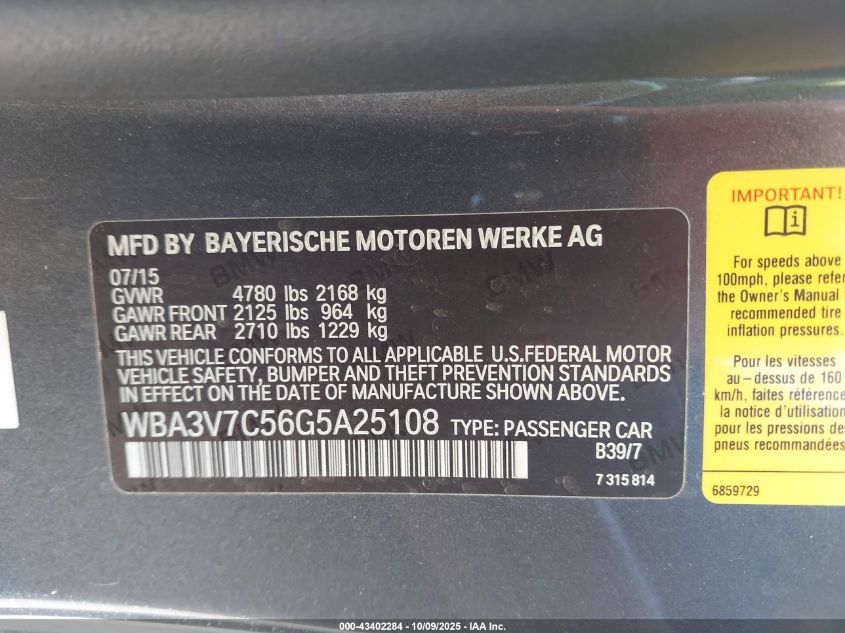 MFD BY BAYERISCHE MOTOREN WERKE AG
07/15
GVWR 4780 lbs 2168 kg
GAWR FRONT 2125 lbs 964 kg
GAWR REAR 2710 lbs 1229 kg
THIS VEHICLE CONFORMS TO ALL APPLICABLE U.S.FEDERAL MOTOR
VEHICLE SAFETY, BUMPER AND THEFT PREVENTION STANDARDS
IN EFFECT ON THE DATE OF MANUFACTURE SHOWN ABOVE.
WBA3V7C56G5A25108 TYPE: PASSENGER CAR
B39/7
7 315 814
IMPORTANT!
For speeds above
100mph, please refer
the Owner's Manual
recommended tire
inflation pressures.
Pour les vitesses
au-dessus de 160
km/h, faites référence
la notice d'utilisation
pour les pressions de
pneus recommandées
6859729
000-43402284 - 10/09/2025 - IAA Inc.